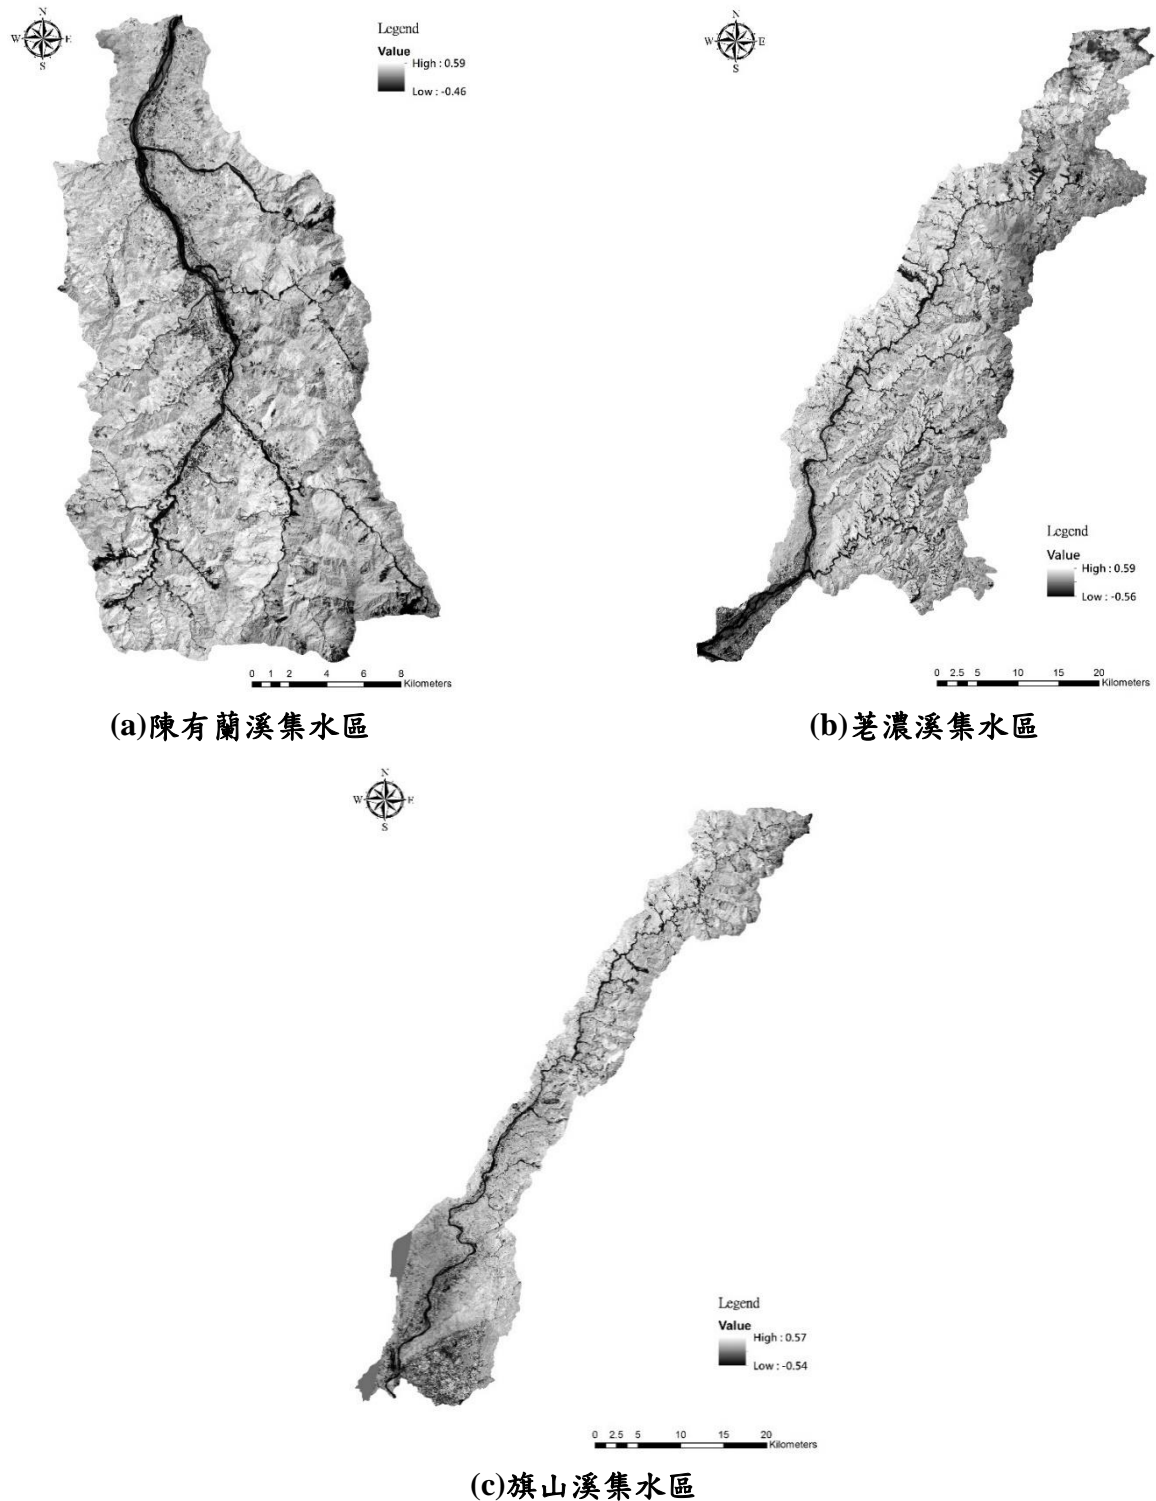 N
W E
S
Legend
Value
High : 0.59
Low : -0.46
0 1 2 4 6 8
Kilometers
(a)陳有蘭溪集水區
N
W E
S
Legend
Value
High : 0.59
Low : -0.56
0 2.5 5 10 15 20
Kilometers
(b)荖濃溪集水區
N
W E
S
Legend
Value
High : 0.57
Low : -0.54
0 2.5 5 10 15 20
Kilometers
(c)旗山溪集水區